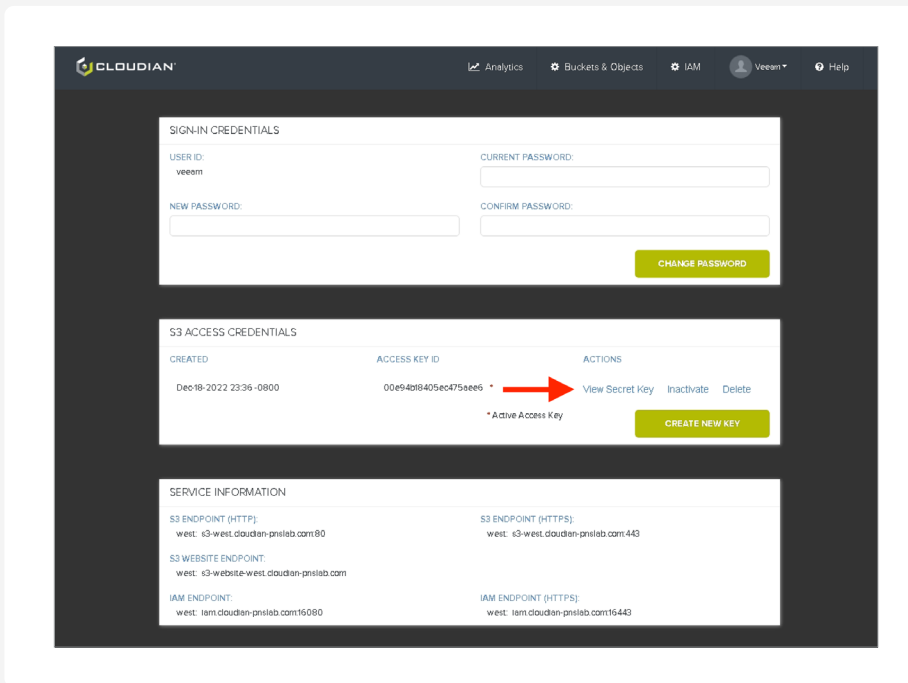 CLOUDIAN
Analytics Buckets & Objects IAM Veeam Help
SIGN-IN CREDENTIALS
USER ID: CURRENT PASSWORD:
veeam
NEW PASSWORD: CONFIRM PASSWORD:
CHANGE PASSWORD
S3 ACCESS CREDENTIALS
CREATED ACCESS KEY ID ACTIONS
Dec-18-2022 23:36 -0800 00e94b18405ec475aee6 * View Secret Key Inactivate Delete
* Active Access Key CREATE NEW KEY
SERVICE INFORMATION
S3 ENDPOINT (HTTP): S3 ENDPOINT (HTTPS):
west: s3-west.cloudian-pnslab.com:80 west: s3-west.cloudian-pnslab.com:443
S3 WEBSITE ENDPOINT:
west: s3-website-west.cloudian-pnslab.com
IAM ENDPOINT: IAM ENDPOINT (HTTPS):
west: iam.cloudian-pnslab.com:16080 west: iam.cloudian-pnslab.com:16443